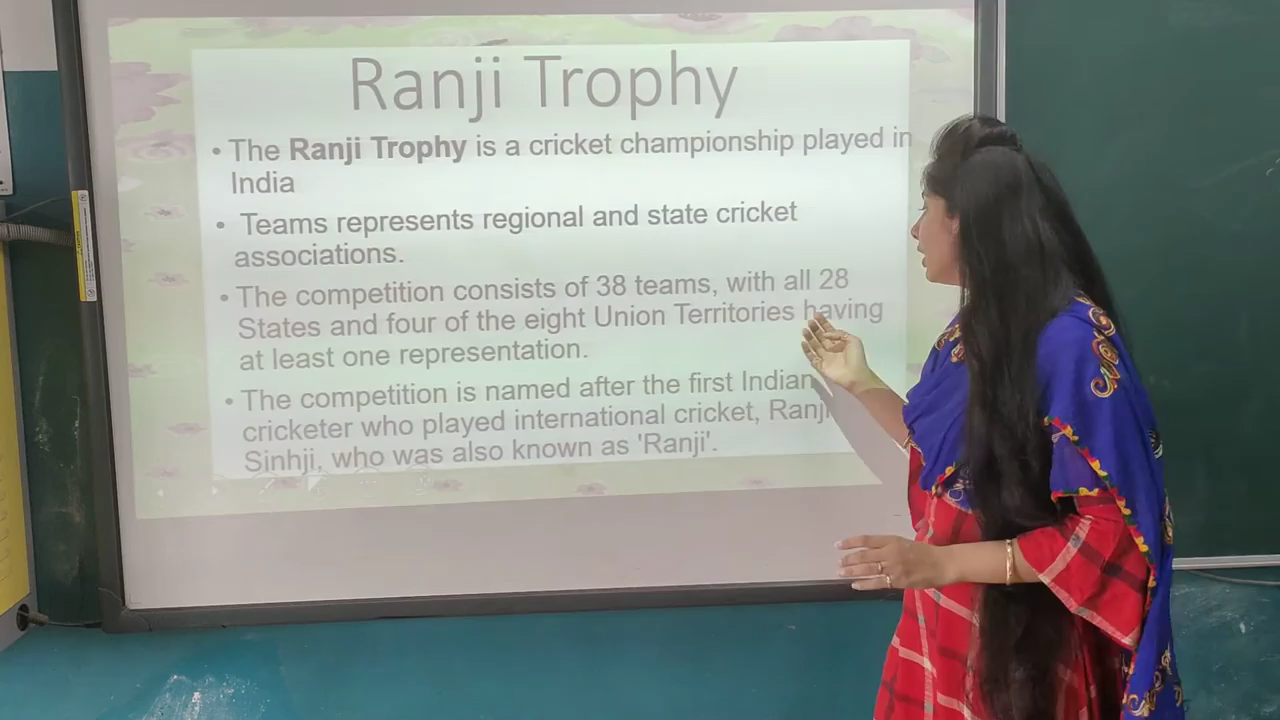 Ranji Trophy
• The Ranji Trophy is a cricket championship played in
India
• Teams represents regional and state cricket
associations.
• The competition consists of 38 teams, with all 28
States and four of the eight Union Territories having
at least one representation.
• The competition is named after the first Indian
cricketer who played international cricket, Ranji
Sinhji, who was also known as 'Ranji'.